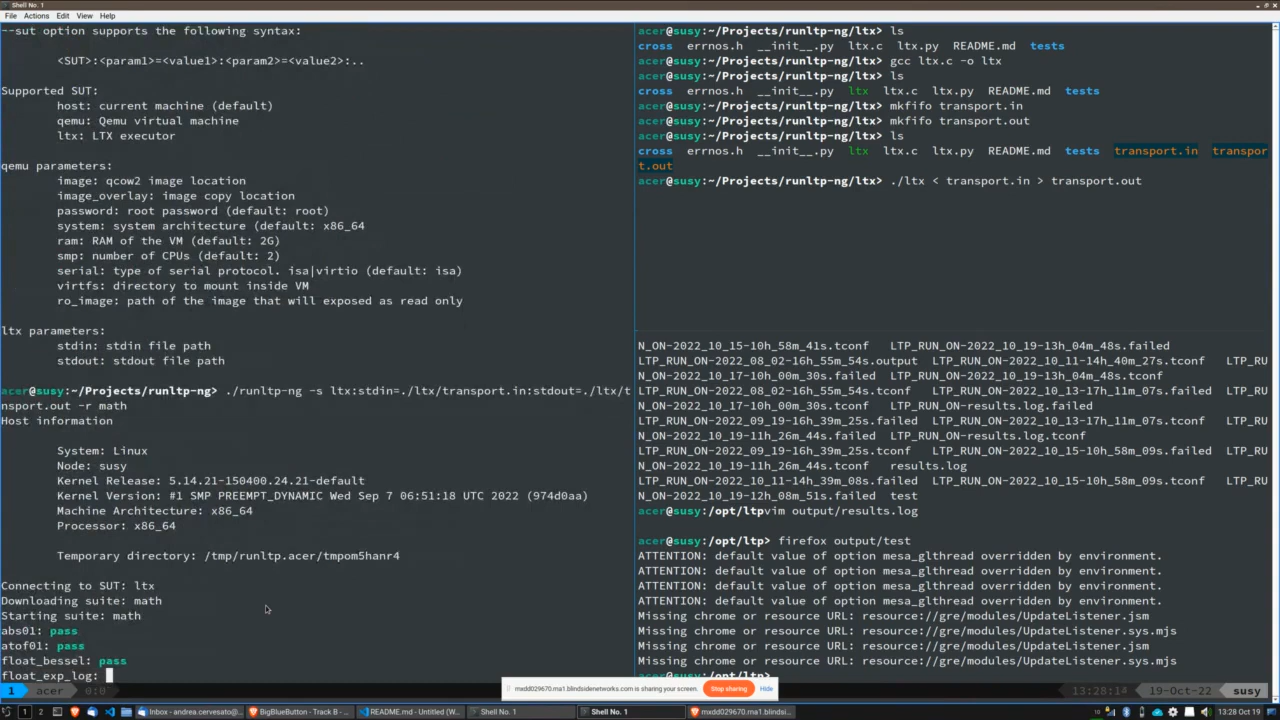 Shell No. 1
File Actions Edit View Help
--sut option supports the following syntax:
<SUT>:<param1>=<value1>:<param2>=<value2>:..
Supported SUT:
host: current machine (default)
qemu: Qemu virtual machine
ltx: LTX executor
qemu parameters:
image: qcow2 image location
image_overlay: image copy location
password: root password (default: root)
system: system architecture (default: x86_64
ram: RAM of the VM (default: 2G)
smp: number of CPUs (default: 2)
serial: type of serial protocol. isa|virtio (default: isa)
virtfs: directory to mount inside VM
ro_image: path of the image that will exposed as read only
ltx parameters:
stdin: stdin file path
stdout: stdout file path
acer@susy:~/Projects/runltp-ng> ./runltp-ng -s ltx:stdin=./ltx/transport.in:stdout=./ltx/t
nsport.out -r math
Host information
System: Linux
Node: susy
Kernel Release: 5.14.21-150400.24.21-default
Kernel Version: #1 SMP PREEMPT_DYNAMIC Wed Sep 7 06:51:18 UTC 2022 (974d0aa)
Machine Architecture: x86_64
Processor: x86_64
Temporary directory: /tmp/runltp.acer/tmpom5hanr4
Connecting to SUT: ltx
Downloading suite: math
Starting suite: math
abs01: pass
atof01: pass
float_bessel: pass
float_exp_log:
acer@susy:~/Projects/runltp-ng/ltx> ls
cross errnos.h __init__.py ltx.c ltx.py README.md tests
acer@susy:~/Projects/runltp-ng/ltx> gcc ltx.c -o ltx
acer@susy:~/Projects/runltp-ng/ltx> ls
cross errnos.h __init__.py ltx ltx.c ltx.py README.md tests
acer@susy:~/Projects/runltp-ng/ltx> mkfifo transport.in
acer@susy:~/Projects/runltp-ng/ltx> mkfifo transport.out
acer@susy:~/Projects/runltp-ng/ltx> ls
cross errnos.h __init__.py ltx ltx.c ltx.py README.md tests transport.in transpor
t.out
acer@susy:~/Projects/runltp-ng/ltx> ./ltx < transport.in > transport.out
N_ON-2022_10_15-10h_58m_41s.tconf LTP_RUN_ON-2022_10_19-13h_04m_48s.failed
LTP_RUN_ON-2022_08_02-16h_55m_54s.output LTP_RUN_ON-2022_10_11-14h_40m_27s.tconf LTP_RU
N_ON-2022_10_17-10h_00m_30s.failed LTP_RUN_ON-2022_10_19-13h_04m_48s.tconf
LTP_RUN_ON-2022_08_02-16h_55m_54s.tconf LTP_RUN_ON-2022_10_13-17h_11m_07s.failed LTP_RU
N_ON-2022_10_17-10h_00m_30s.tconf LTP_RUN_ON-results.log.failed
LTP_RUN_ON-2022_09_19-16h_39m_25s.failed LTP_RUN_ON-2022_10_13-17h_11m_07s.tconf LTP_RU
N_ON-2022_10_19-11h_26m_44s.failed LTP_RUN_ON-results.log.tconf
LTP_RUN_ON-2022_09_19-16h_39m_25s.tconf LTP_RUN_ON-2022_10_15-10h_58m_09s.failed LTP_RU
N_ON-2022_10_19-11h_26m_44s.tconf results.log
LTP_RUN_ON-2022_10_11-14h_39m_08s.failed LTP_RUN_ON-2022_10_15-10h_58m_09s.tconf LTP_RU
N_ON-2022_10_19-12h_08m_51s.failed test
acer@susy:/opt/ltpvim output/results.log
acer@susy:/opt/ltp> firefox output/test
ATTENTION: default value of option mesa_glthread overridden by environment.
ATTENTION: default value of option mesa_glthread overridden by environment.
ATTENTION: default value of option mesa_glthread overridden by environment.
ATTENTION: default value of option mesa_glthread overridden by environment.
Missing chrome or resource URL: resource://gre/modules/UpdateListener.jsm
Missing chrome or resource URL: resource://gre/modules/UpdateListener.sys.mjs
Missing chrome or resource URL: resource://gre/modules/UpdateListener.jsm
Missing chrome or resource URL: resource://gre/modules/UpdateListener.sys.mjs
acer@susy:/opt/ltp>
1 acer 0:0 13:28:14 19-Oct-22 susy
mxdd029670.ma1.blindsidenetworks.com is sharing your screen. Stop sharing Hide
1 2 Inbox - andrea.cervesato@... BigBlueButton - Track B - ... README.md - Untitled (W... Shell No. 1 Shell No. 1 mxdd029670.ma1.blindsi... 13:28 Oct 19